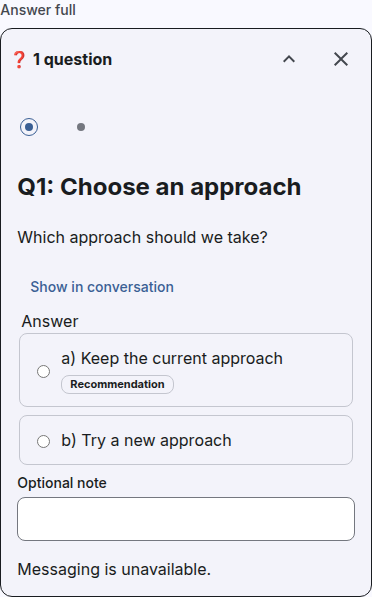 Answer full
❓ 1 question
Q1: Choose an approach
Which approach should we take?
Show in conversation
Answer
a) Keep the current approach
Recommendation
b) Try a new approach
Optional note
Messaging is unavailable.